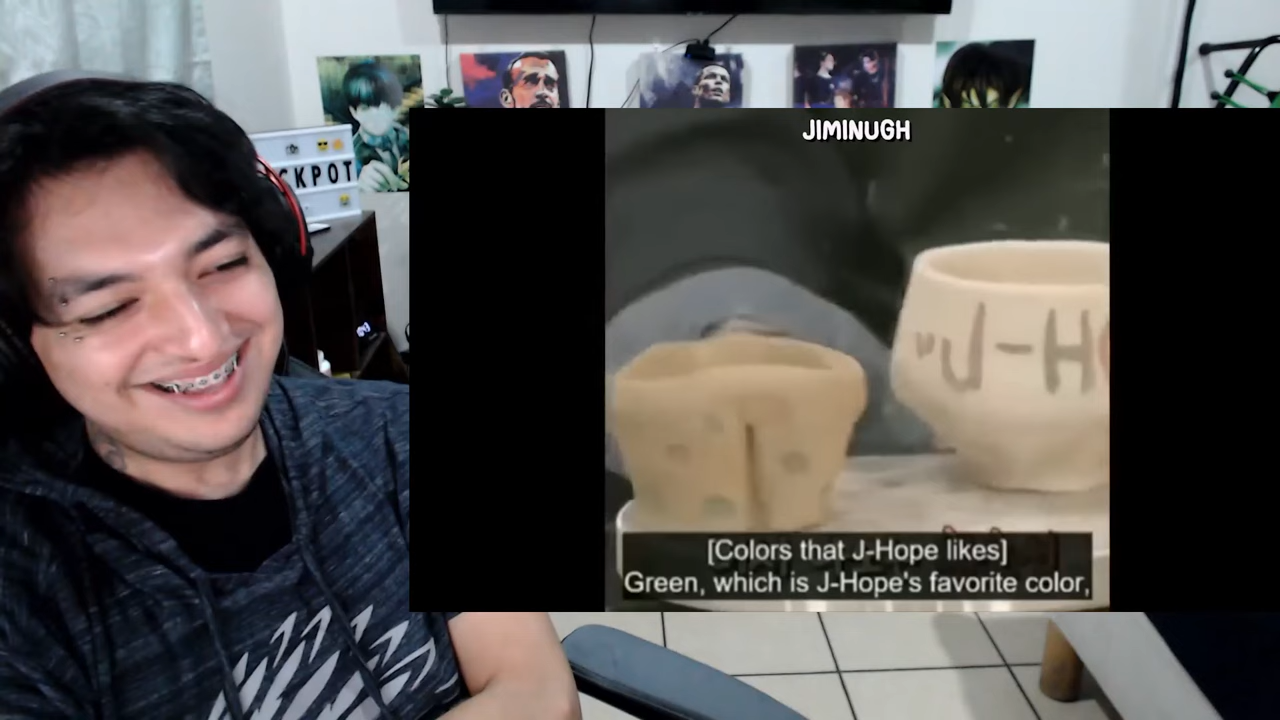 JIMINUGH
CKPOT
"J-H
[Colors that J-Hope likes]
Green, which is J-Hope's favorite color,